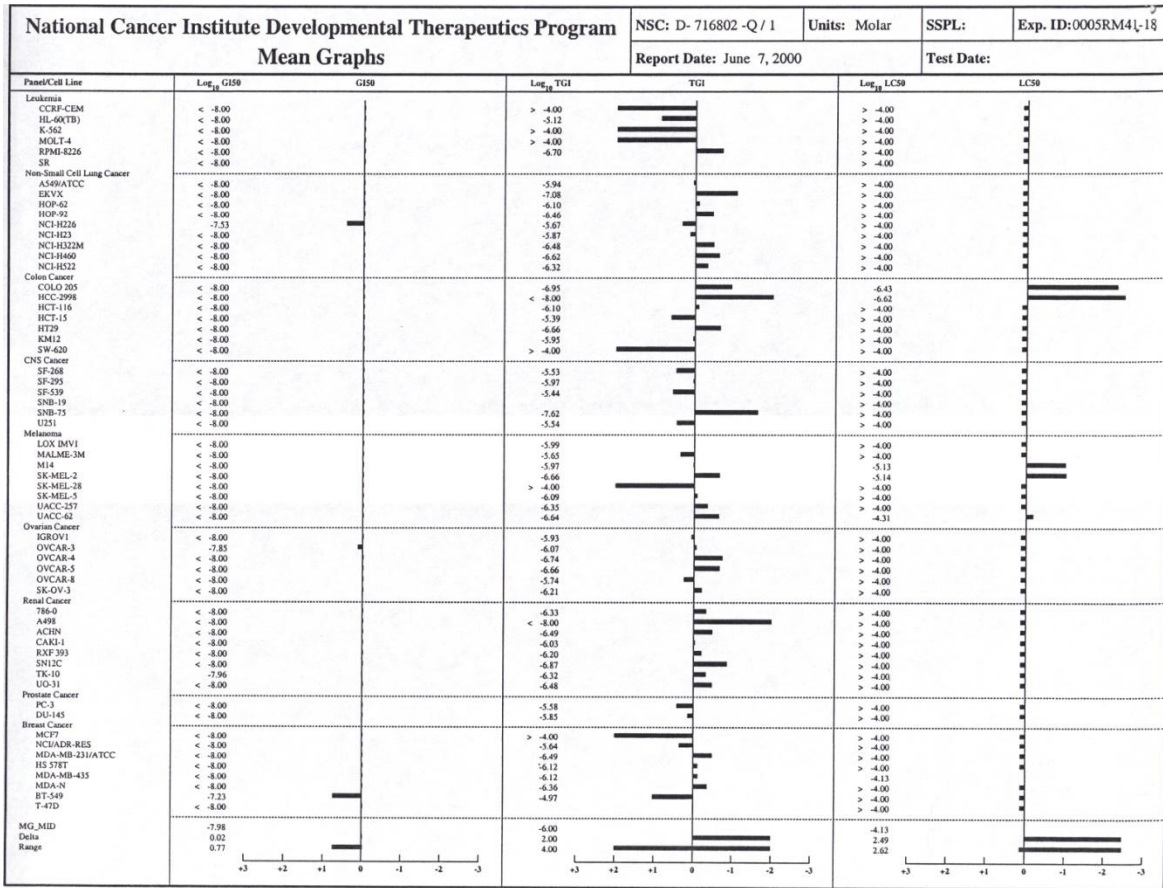 National Cancer Institute Developmental Therapeutics Program
Mean Graphs
NSC: D- 716802 -Q / 1 Units: Molar SSPL: Exp. ID:0005RM41-18
Report Date: June 7, 2000 Test Date:
Panel/Cell Line Log10 GI50 GI50 Log10 TGI TGI Log10 LC50 LC50
Leukemia
CCRF-CEM < -8.00 > -4.00 > -4.00
HL-60(TB) < -8.00 -5.12 > -4.00
K-562 < -8.00 > -4.00 > -4.00
MOLT-4 < -8.00 > -4.00 > -4.00
RPMI-8226 < -8.00 -6.70 > -4.00
SR < -8.00 > -4.00
Non-Small Cell Lung Cancer
A549/ATCC < -8.00 -5.94 > -4.00
EKVX < -8.00 -7.08 > -4.00
HOP-62 < -8.00 -6.10 > -4.00
HOP-92 < -8.00 -6.46 > -4.00
NCI-H226 -7.53 -5.67 > -4.00
NCI-H23 < -8.00 -5.87 > -4.00
NCI-H322M < -8.00 -6.48 > -4.00
NCI-H460 < -8.00 -6.62 > -4.00
NCI-H522 < -8.00 -6.32 > -4.00
Colon Cancer
COLO 205 < -8.00 -6.95 -6.43
HCC-2998 < -8.00 < -8.00 -6.62
HCT-116 < -8.00 -6.10 > -4.00
HCT-15 < -8.00 -5.39 > -4.00
HT29 < -8.00 -6.66 > -4.00
KM12 < -8.00 -5.95 > -4.00
SW-620 < -8.00 > -4.00 > -4.00
CNS Cancer
SF-268 < -8.00 -5.53 > -4.00
SF-295 < -8.00 -5.97 > -4.00
SF-539 < -8.00 -5.44 > -4.00
SNB-19 < -8.00 > -4.00
SNB-75 < -8.00 -7.62 > -4.00
U251 < -8.00 -5.54 > -4.00
Melanoma
LOX IMVI < -8.00 -5.99 > -4.00
MALME-3M < -8.00 -5.65 > -4.00
M14 < -8.00 -5.97 -5.13
SK-MEL-2 < -8.00 -6.66 -5.14
SK-MEL-28 < -8.00 > -4.00 > -4.00
SK-MEL-5 < -8.00 -6.09 > -4.00
UACC-257 < -8.00 -6.35 > -4.00
UACC-62 < -8.00 -6.64 -4.31
Ovarian Cancer
IGROV1 < -8.00 -5.93 > -4.00
OVCAR-3 -7.85 -6.07 > -4.00
OVCAR-4 < -8.00 -6.74 > -4.00
OVCAR-5 < -8.00 -6.66 > -4.00
OVCAR-8 < -8.00 -5.74 > -4.00
SK-OV-3 < -8.00 -6.21 > -4.00
Renal Cancer
786-0 < -8.00 -6.33 > -4.00
A498 < -8.00 < -8.00 > -4.00
ACHN < -8.00 -6.49 > -4.00
CAKI-1 < -8.00 -6.03 > -4.00
RXF 393 < -8.00 -6.20 > -4.00
SN12C < -8.00 -6.87 > -4.00
TK-10 -7.96 -6.32 > -4.00
UO-31 < -8.00 -6.48 > -4.00
Prostate Cancer
PC-3 < -8.00 -5.58 > -4.00
DU-145 < -8.00 -5.85 > -4.00
Breast Cancer
MCF7 < -8.00 > -4.00 > -4.00
NCI/ADR-RES < -8.00 -5.64 > -4.00
MDA-MB-231/ATCC < -8.00 -6.49 > -4.00
HS 578T < -8.00 -6.12 > -4.00
MDA-MB-435 < -8.00 -6.12 -4.13
MDA-N < -8.00 -6.36 > -4.00
BT-549 -7.23 -4.97 > -4.00
T-47D < -8.00 > -4.00
MG_MID -7.98 -6.00 -4.13
Delta 0.02 2.00 2.49
Range 0.77 4.00 2.62
+3 +2 +1 0 -1 -2 -3 +3 +2 +1 0 -1 -2 -3 +3 +2 +1 0 -1 -2 -3